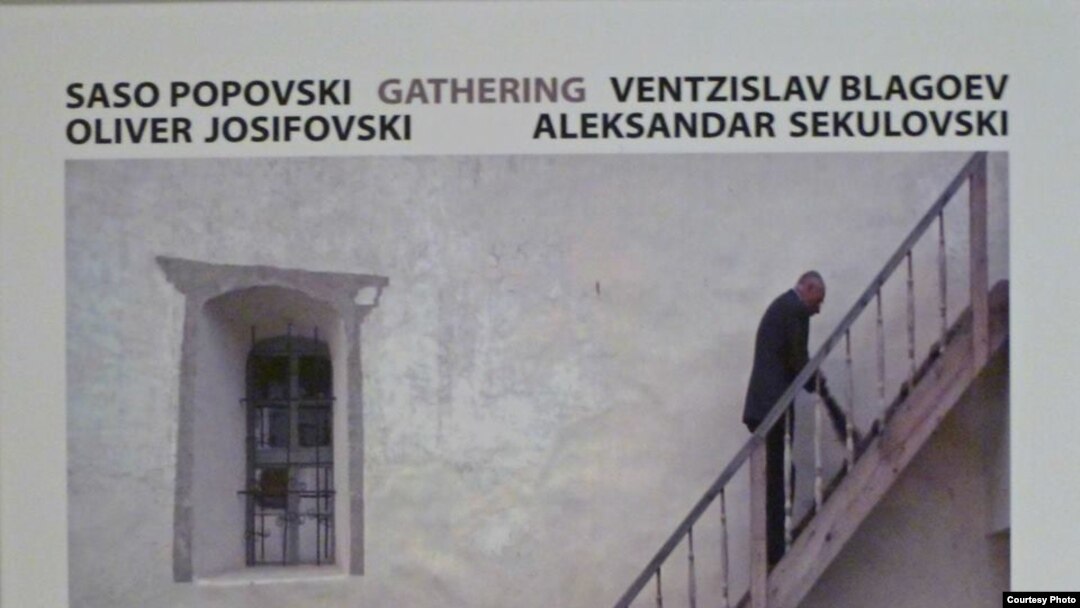 SASO POPOVSKI GATHERING VENTZISLAV BLAGOEV
OLIVER JOSIFOVSKI ALEKSANDAR SEKULOVSKI
Courtesy Photo